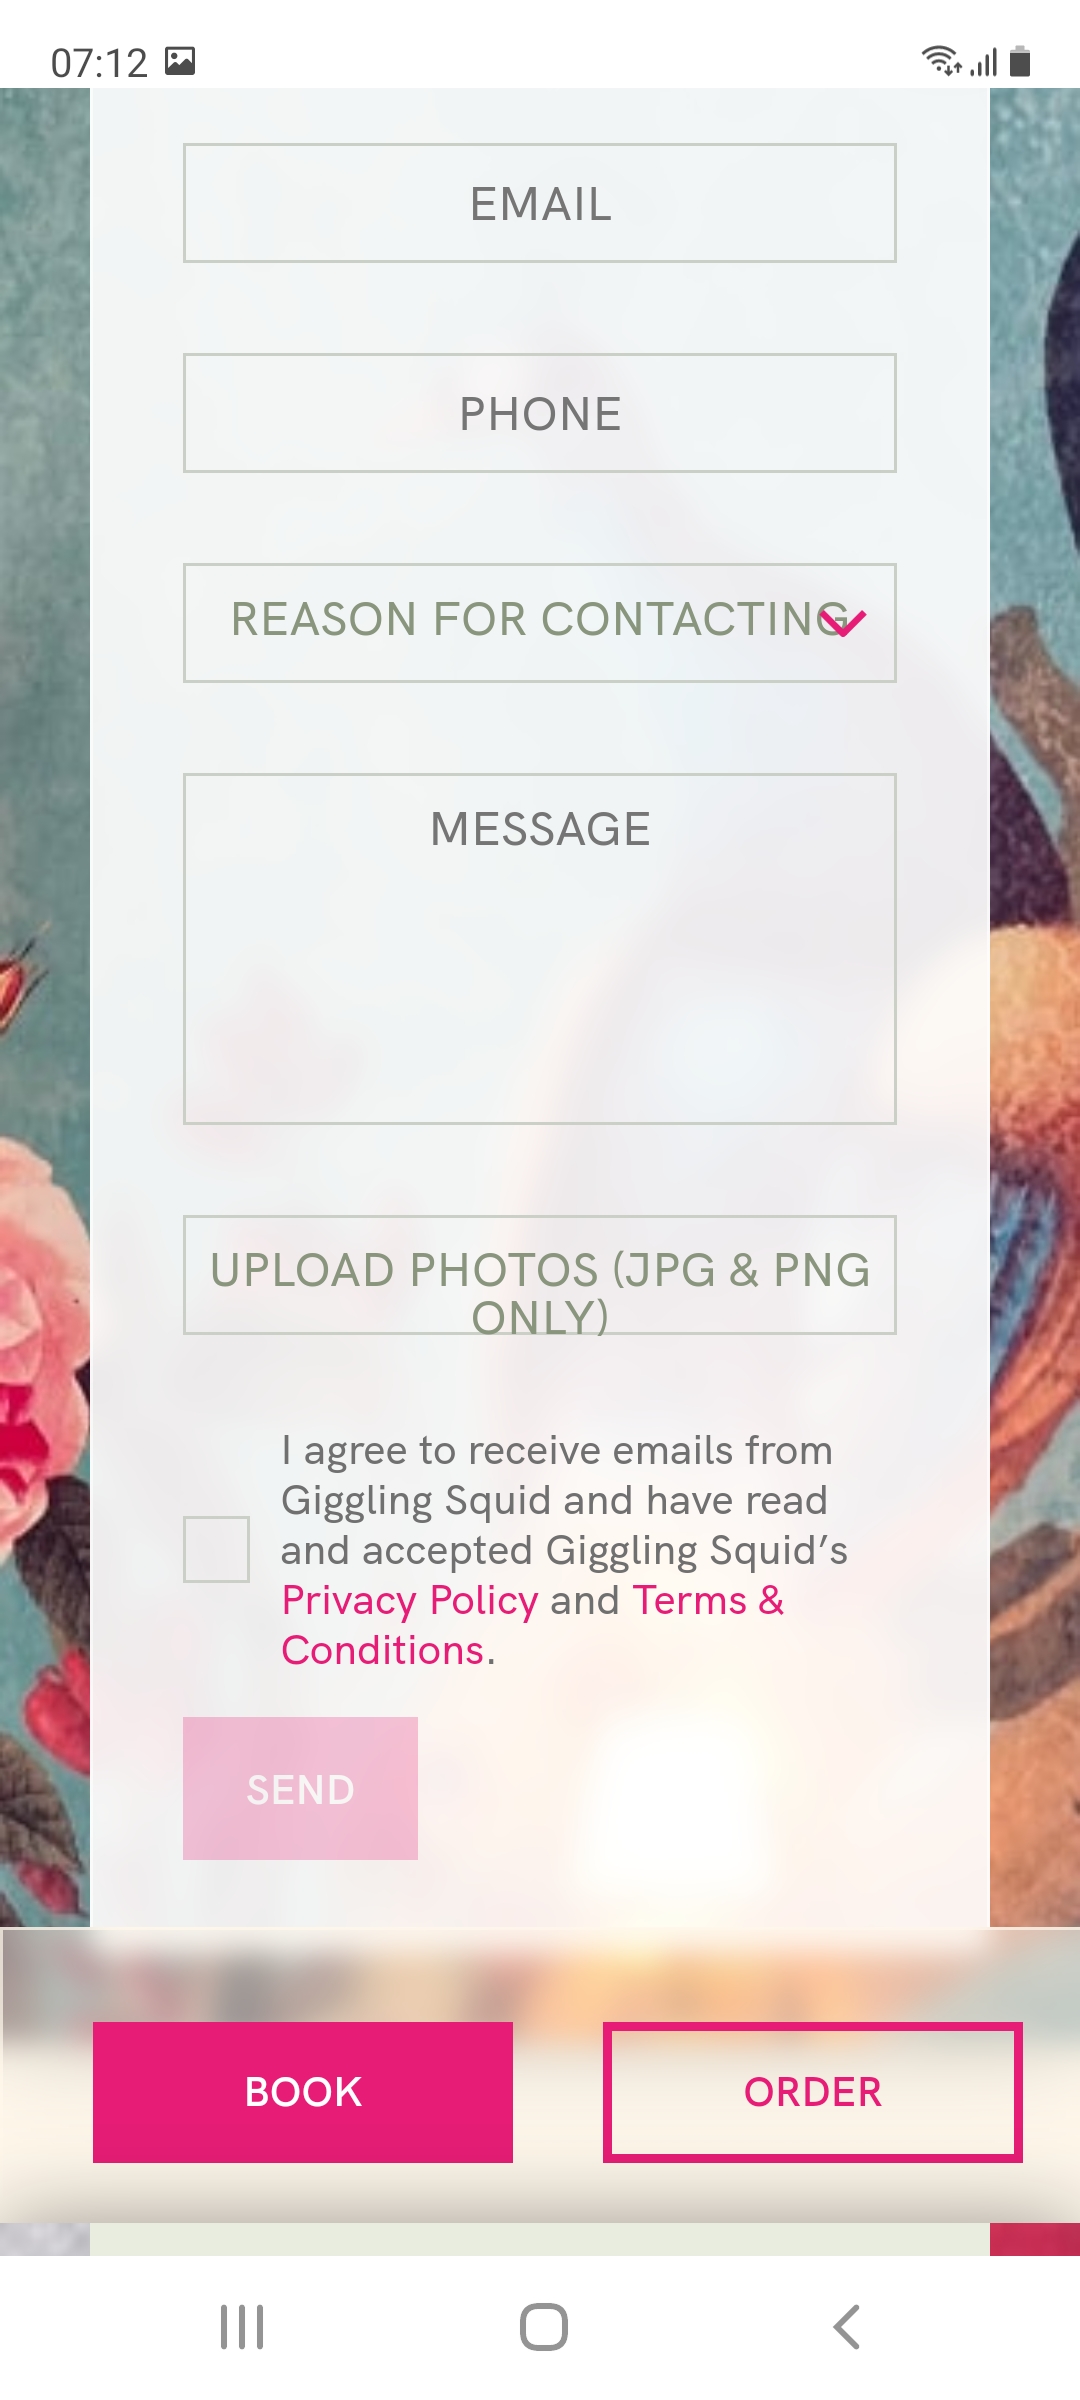 07:12
EMAIL
PHONE
REASON FOR CONTACTING
MESSAGE
UPLOAD PHOTOS (JPG & PNG
ONLY)
I agree to receive emails from
Giggling Squid and have read
and accepted Giggling Squid’s
Privacy Policy and Terms &
Conditions.
SEND
BOOK
ORDER